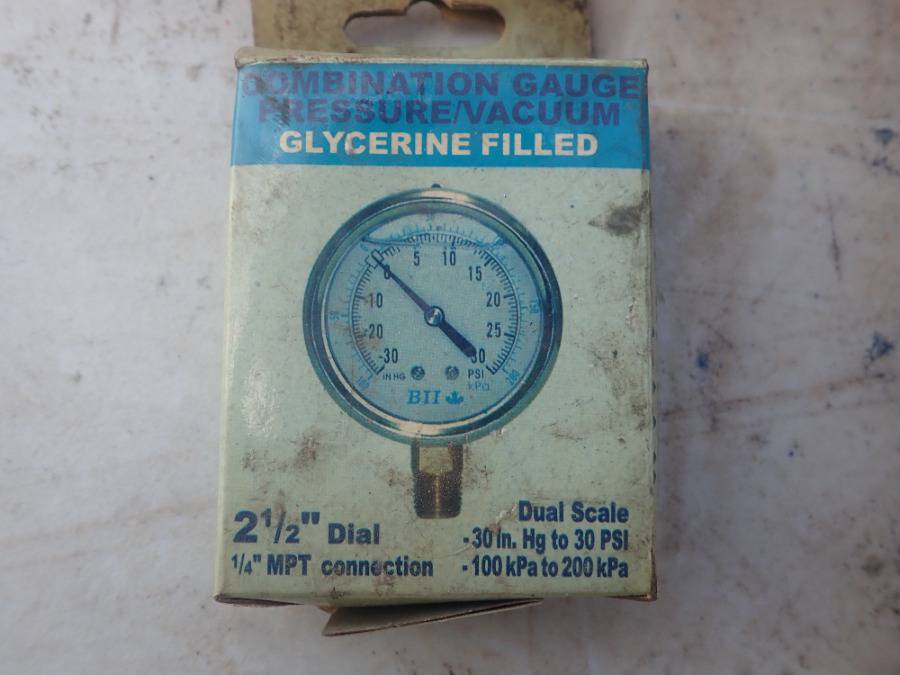 COMBINATION GAUGE
PRESSURE/VACUUM
GLYCERINE FILLED
0 5 10 15 20 25 30
-10
-20
-30
IN HG
PSI
kPa
BII
2 1/2" Dial
1/4" MPT connection
Dual Scale
-30 in. Hg to 30 PSI
-100 kPa to 200 kPa